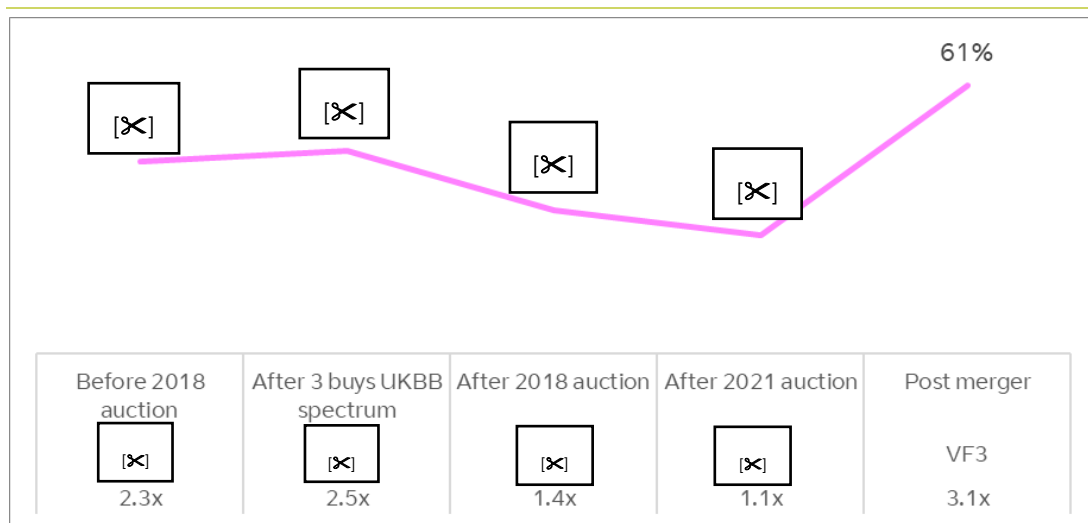 61%
[✂]
[✂]
[✂]
[✂]
Before 2018
auction
After 3 buys UKBB
spectrum
After 2018 auction
After 2021 auction
Post merger
[✂]
[✂]
[✂]
[✂]
VF3
2.3x
2.5x
1.4x
1.1x
3.1x